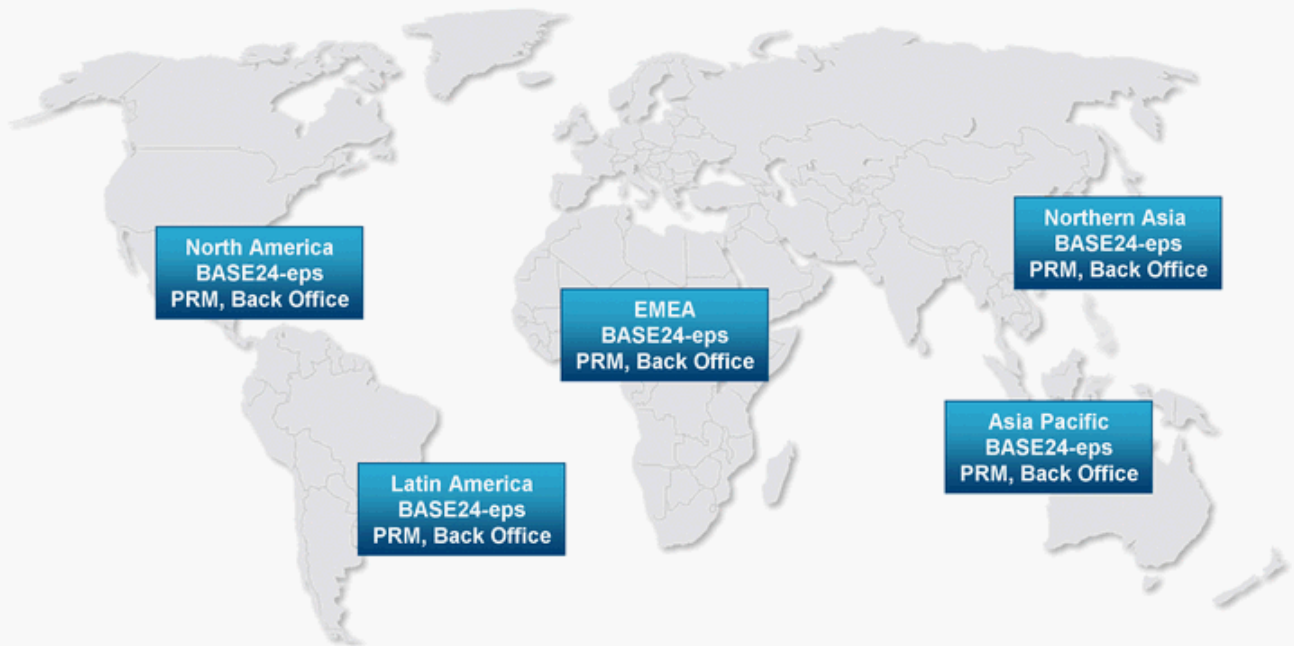 North America
BASE24-eps
PRM, Back Office
Northern Asia
BASE24-eps
PRM, Back Office
EMEA
BASE24-eps
PRM, Back Office
Asia Pacific
BASE24-eps
PRM, Back Office
Latin America
BASE24-eps
PRM, Back Office